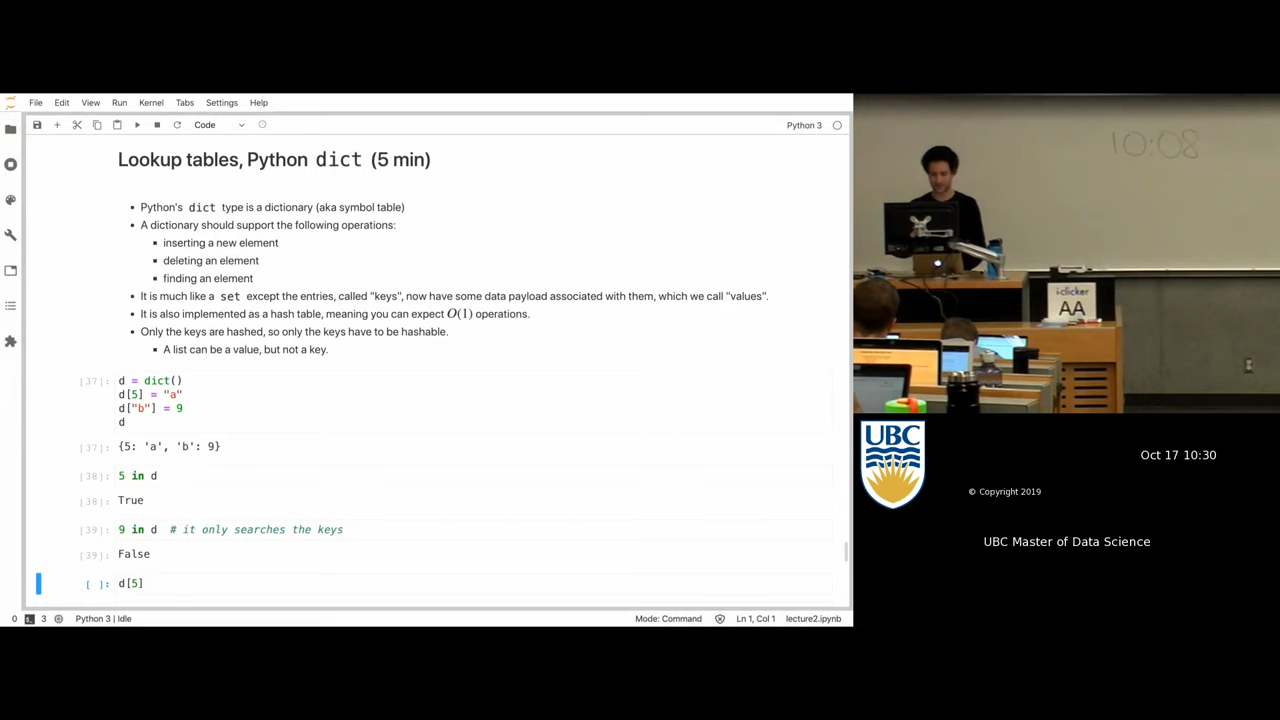 File Edit View Run Kernel Tabs Settings Help
Code
Python 3
Lookup tables, Python dict (5 min)
• Python's dict type is a dictionary (aka symbol table)
• A dictionary should support the following operations:
▪ inserting a new element
▪ deleting an element
▪ finding an element
• It is much like a set except the entries, called "keys", now have some data payload associated with them, which we call "values".
• It is also implemented as a hash table, meaning you can expect O(1) operations.
• Only the keys are hashed, so only the keys have to be hashable.
▪ A list can be a value, but not a key.
[37]: d = dict()
d[5] = "a"
d["b"] = 9
d
[37]: {5: 'a', 'b': 9}
[38]: 5 in d
[38]: True
[39]: 9 in d # it only searches the keys
[39]: False
[ ]: d[5]
0 3 Python 3 | Idle
Mode: Command Ln 1, Col 1 lecture2.ipynb
10:08
iclicker
AA
UBC
Oct 17 10:30
© Copyright 2019
UBC Master of Data Science